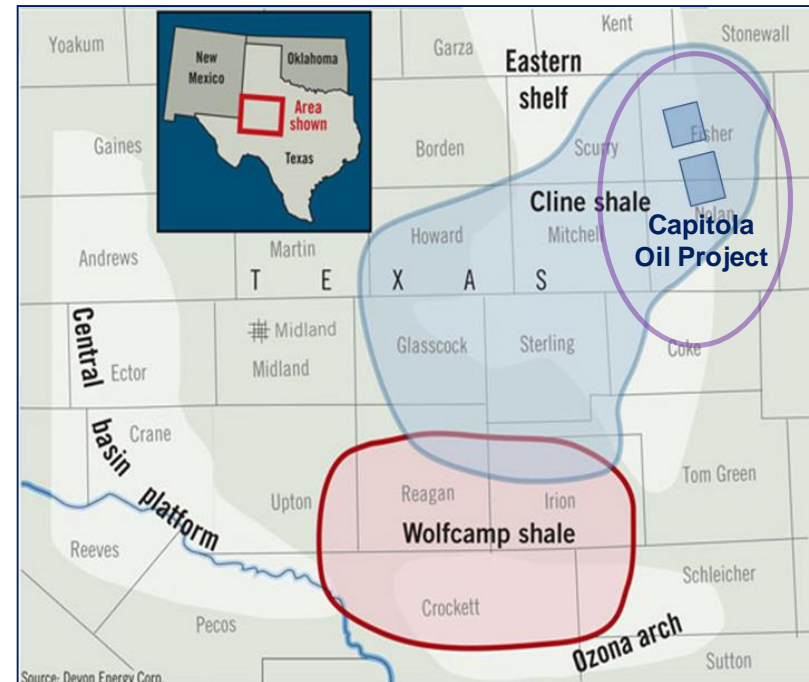 Kent
Stonewall
Yoakum
Garza
Eastern
shelf
New
Mexico
Oklahoma
Area
shown
Texas
Gaines
Borden
Scurry
Fisher
Cline shale
Nolan
Capitola
Oil Project
Andrews
Martin
Howard
Mitchell
T E X A S
Central
basin
platform
Midland
Midland
Glasscock
Sterling
Coke
Ector
Crane
Upton
Reagan
Irion
Tom Green
Wolfcamp shale
Reeves
Crockett
Schleicher
Pecos
Ozona arch
Sutton
Source: Devon Energy Corp.